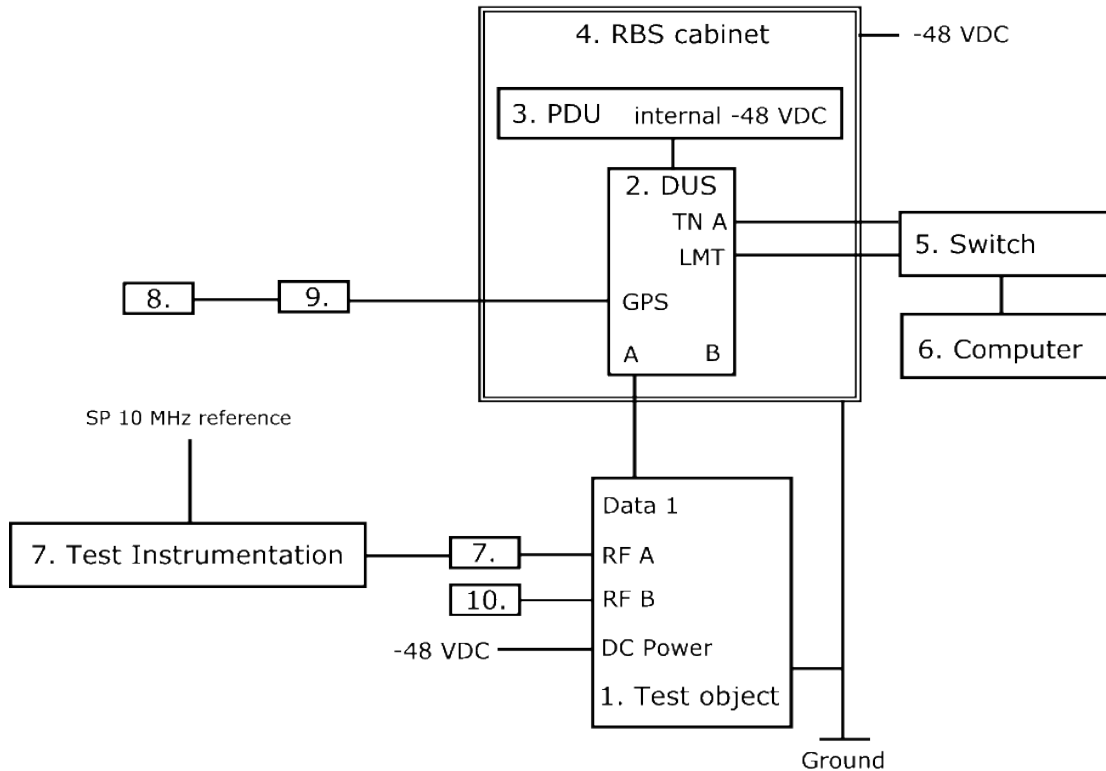 4. RBS cabinet
-48 VDC
3. PDU internal -48 VDC
2. DUS
TN A
LMT
5. Switch
8.
9.
GPS
A B
6. Computer
SP 10 MHz reference
Data 1
7. Test Instrumentation
7.
RF A
10.
RF B
-48 VDC
DC Power
1. Test object
Ground